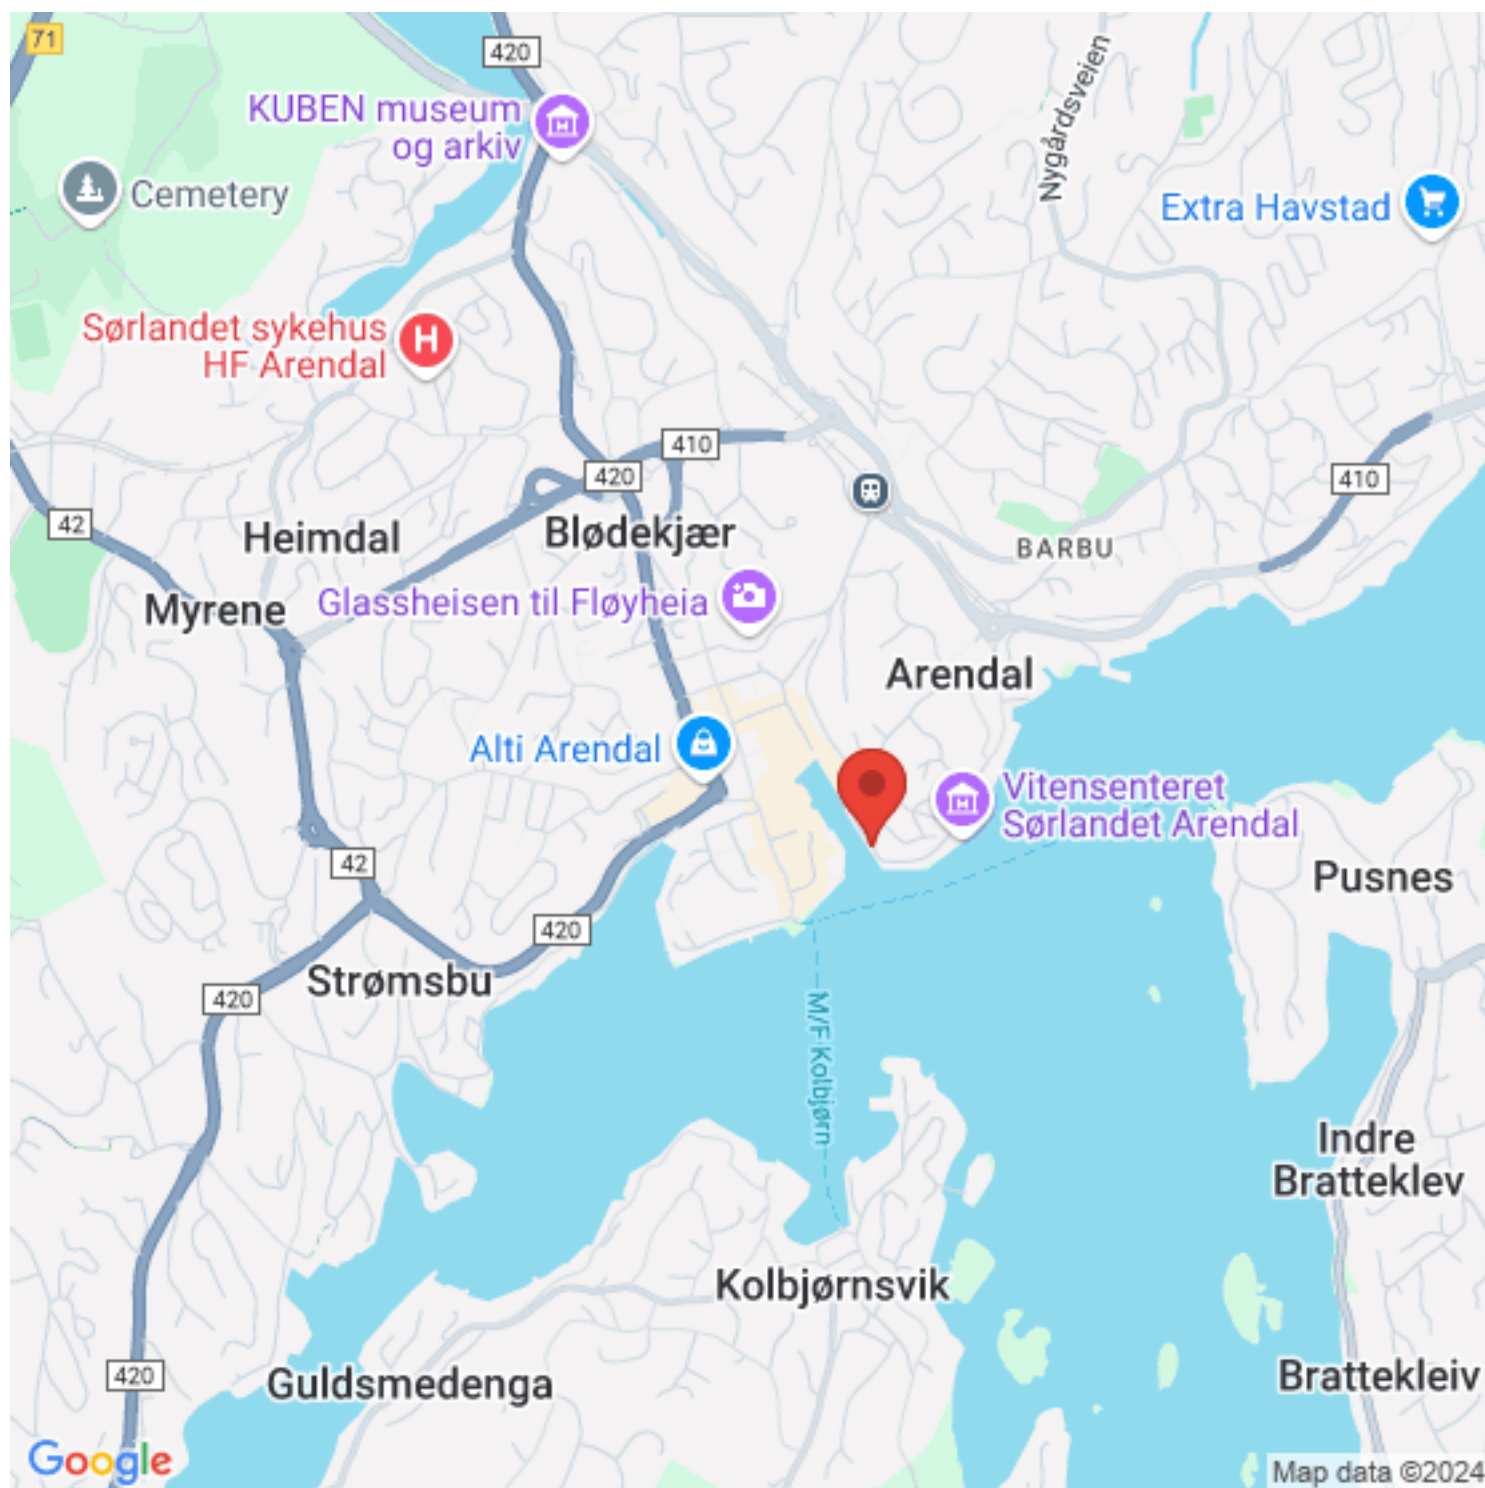 71
420
KUBEN museum
og arkiv
Nygårdsveien
Cemetery
Extra Havstad
Sørlandet sykehus
HF Arendal
H
410
420
410
42
Heimdal
Blødekjær
BARBU
Myrene
Glassheisen til Fløyheia
Arendal
Alti Arendal
Vitensenteret
Sørlandet Arendal
42
Pusnes
420
Strømsbu
420
M/F Kolbjørn
Indre
Bratteklev
Kolbjørnsvik
420
Guldsmedenga
Brattekleiv
Google
Map data ©2024